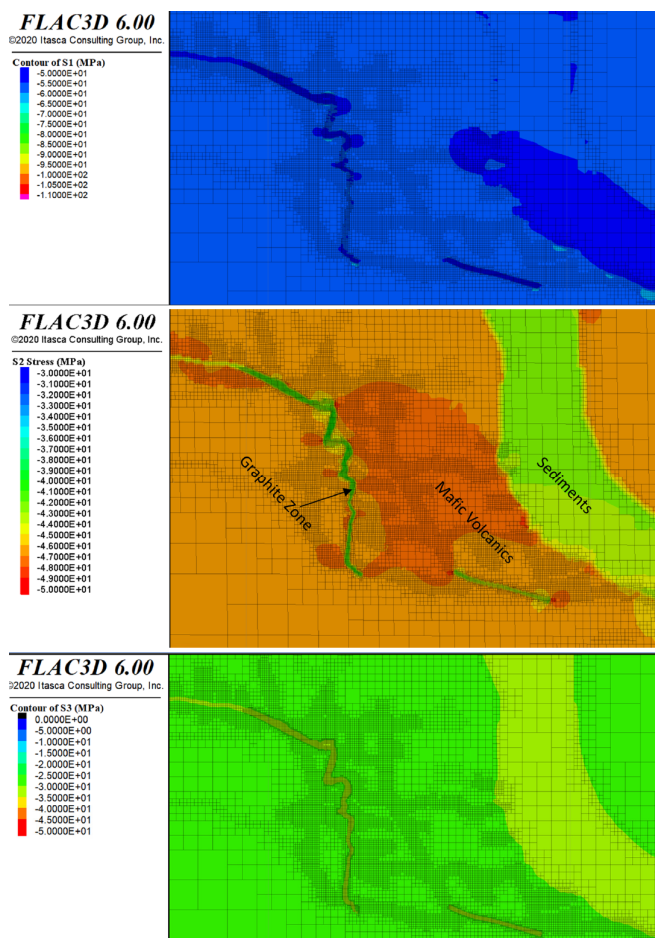 FLAC3D 6.00
©2020 Itasca Consulting Group, Inc.
Contour of S1 (MPa)
-5.0000E+01
-5.5000E+01
-6.0000E+01
-6.5000E+01
-7.0000E+01
-7.5000E+01
-8.0000E+01
-8.5000E+01
-9.0000E+01
-9.5000E+01
-1.0000E+02
-1.0500E+02
-1.1000E+02
FLAC3D 6.00
©2020 Itasca Consulting Group, Inc.
S2 Stress (MPa)
-3.0000E+01
-3.1000E+01
-3.2000E+01
-3.3000E+01
-3.4000E+01
-3.5000E+01
-3.6000E+01
-3.7000E+01
-3.8000E+01
-3.9000E+01
-4.0000E+01
-4.1000E+01
-4.2000E+01
-4.3000E+01
-4.4000E+01
-4.5000E+01
-4.6000E+01
-4.7000E+01
-4.8000E+01
-4.9000E+01
-5.0000E+01
Graphite Zone
Mafic Volcanics
Sediments
FLAC3D 6.00
©2020 Itasca Consulting Group, Inc.
Contour of S3 (MPa)
0.0000E+00
-5.0000E+00
-1.0000E+01
-1.5000E+01
-2.0000E+01
-2.5000E+01
-3.0000E+01
-3.5000E+01
-4.0000E+01
-4.5000E+01
-5.0000E+01